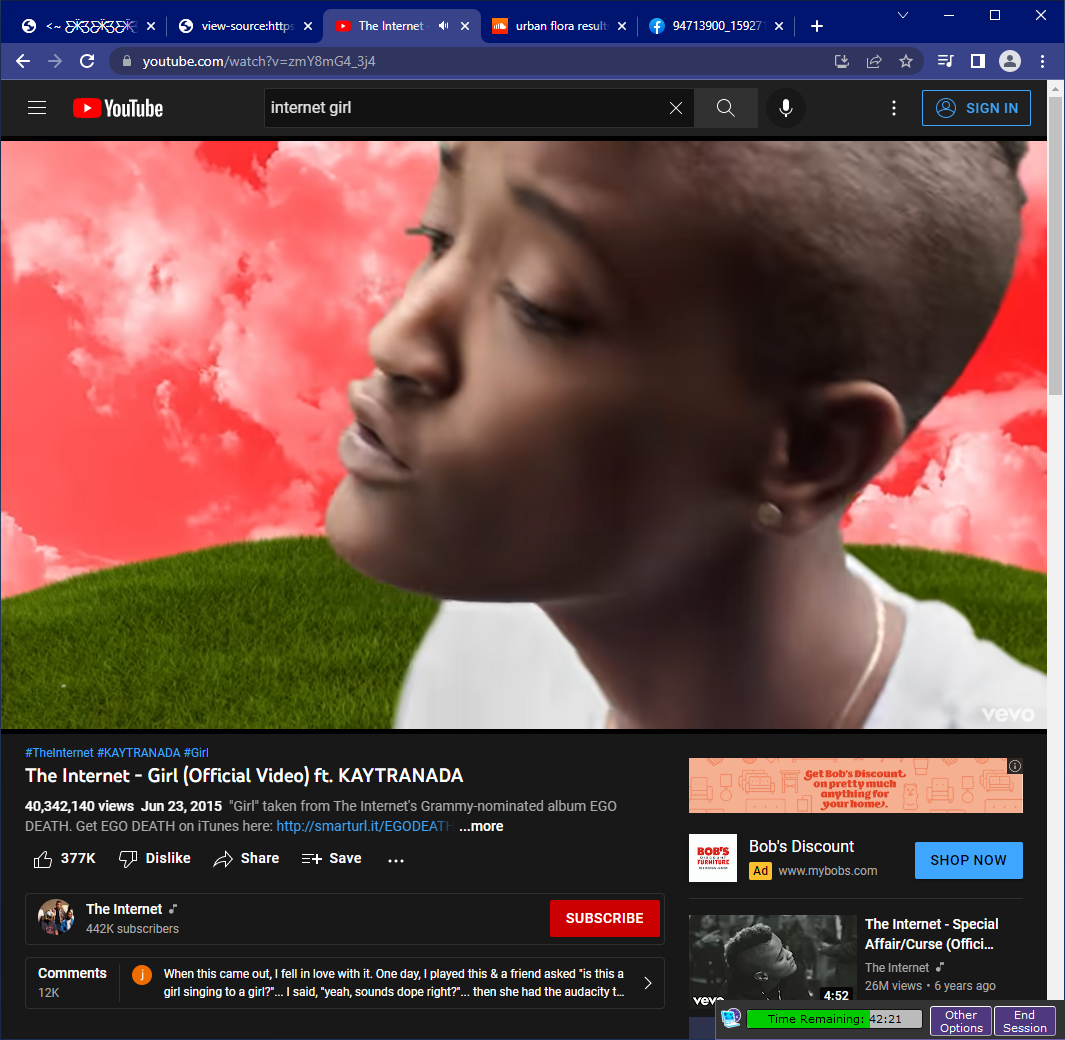 <~ Ƹ̵̡Ӝ̵̨̄Ʒ
view-source:https
The Internet -
urban flora results
94713900_159271
youtube.com/watch?v=zmY8mG4_3j4
YouTube
internet girl
SIGN IN
vevo
#TheInternet #KAYTRANADA #Girl
The Internet - Girl (Official Video) ft. KAYTRANADA
40,342,140 views Jun 23, 2015 "Girl" taken from The Internet's Grammy-nominated album EGO
DEATH. Get EGO DEATH on iTunes here: http://smarturl.it/EGODEATH ...more
377K Dislike Share Save ...
The Internet
442K subscribers
SUBSCRIBE
Comments
12K
j
When this came out, I fell in love with it. One day, I played this & a friend asked "is this a
girl singing to a girl?"... I said, "yeah, sounds dope right?"... then she had the audacity t...
Get Bob's Discount
on pretty much
anything for
your home.
BOB'S
DISCOUNT
FURNITURE
Bob's Discount
Ad www.mybobs.com
SHOP NOW
The Internet - Special
Affair/Curse (Offici...
The Internet
26M views • 6 years ago
vevo
4:52
Time Remaining: 42:21
Other
Options
End
Session